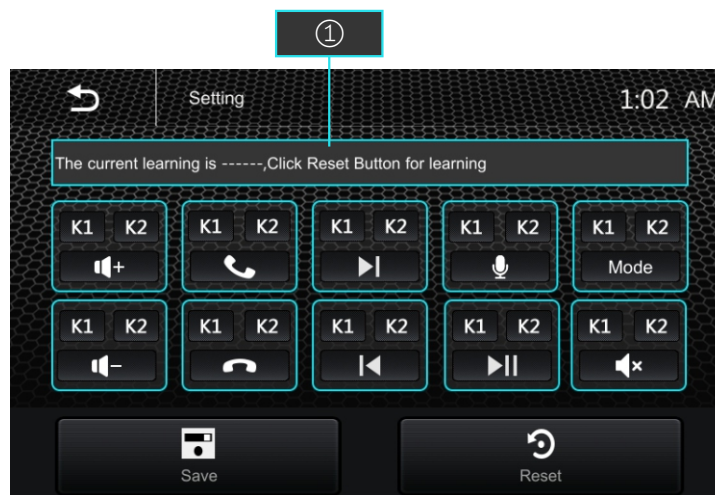 ①
Setting
1:02 AM
The current learning is ------,Click Reset Button for learning
K1 K2 K1 K2 K1 K2 K1 K2 K1 K2
+ Mode
K1 K2 K1 K2 K1 K2 K1 K2 K1 K2
Save Reset